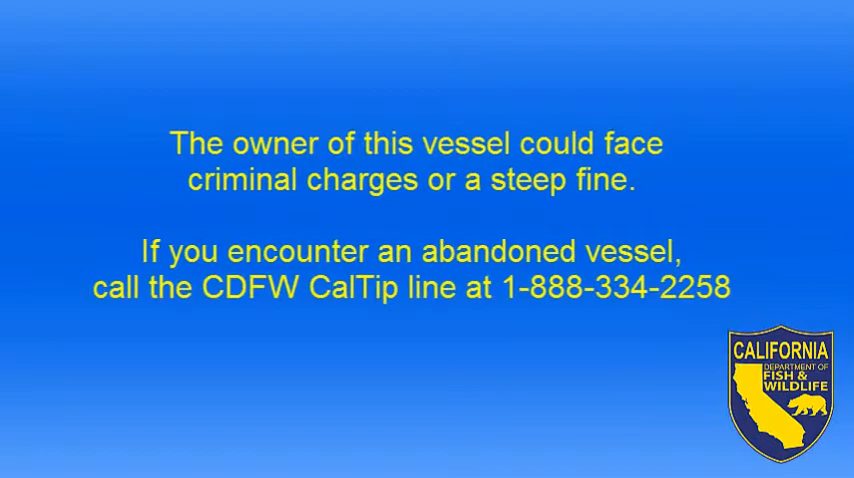 The owner of this vessel could face
criminal charges or a steep fine.
If you encounter an abandoned vessel,
call the CDFW CalTip line at 1-888-334-2258
CALIFORNIA
DEPARTMENT OF
FISH &
WILDLIFE